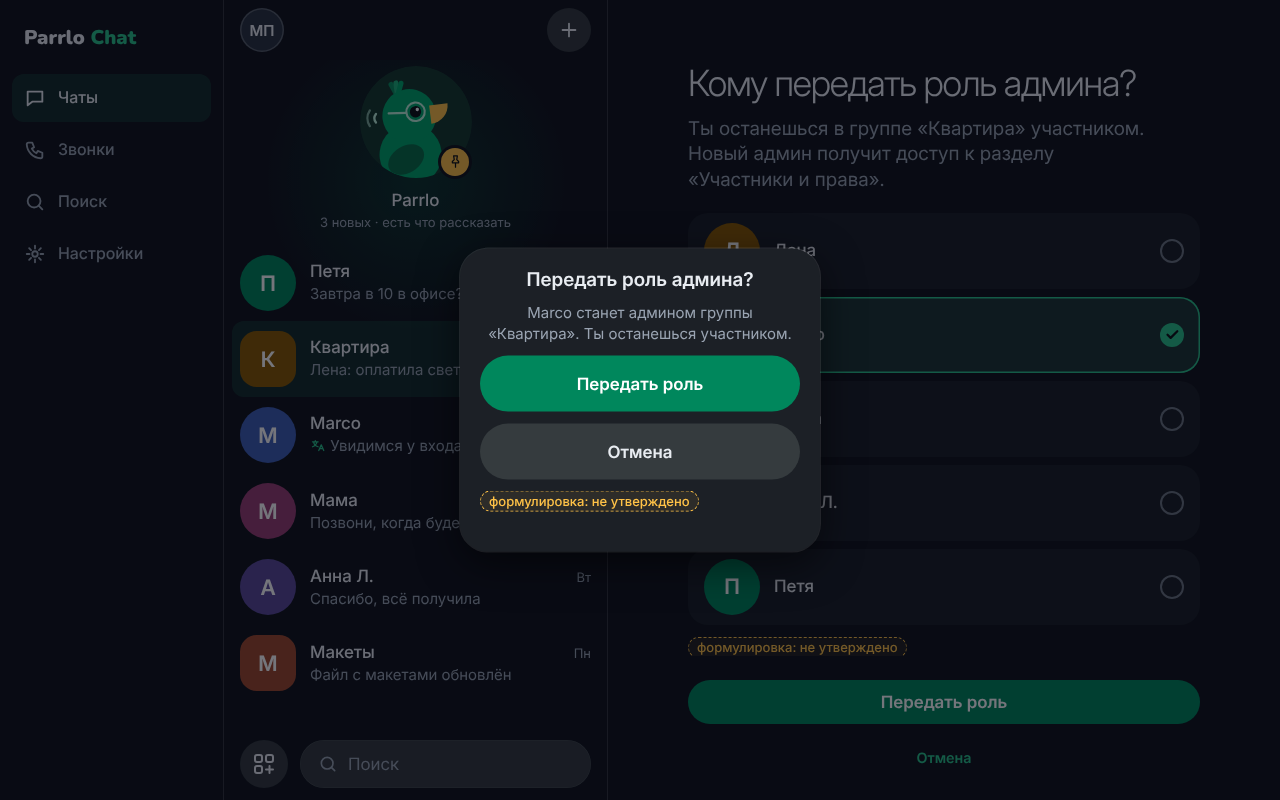 Parrlo Chat
Чаты
Звонки
Поиск
Настройки
МП
Parrlo
3 новых · есть что рассказать
П
Петя
Завтра в 10 в офисе?
К
Квартира
Лена: оплатила свет
М
Marco
Увидимся у входа
М
Мама
Позвони, когда буде
А
Анна Л.
Вт
Спасибо, всё получила
М
Макеты
Пн
Файл с макетами обновлён
Поиск
Кому передать роль админа?
Ты останешься в группе «Квартира» участником.
Новый админ получит доступ к разделу
«Участники и права».
Л.
П
Петя
формулировка: не утверждено
Передать роль
Отмена
Передать роль админа?
Marco станет админом группы
«Квартира». Ты останешься участником.
Передать роль
Отмена
формулировка: не утверждено